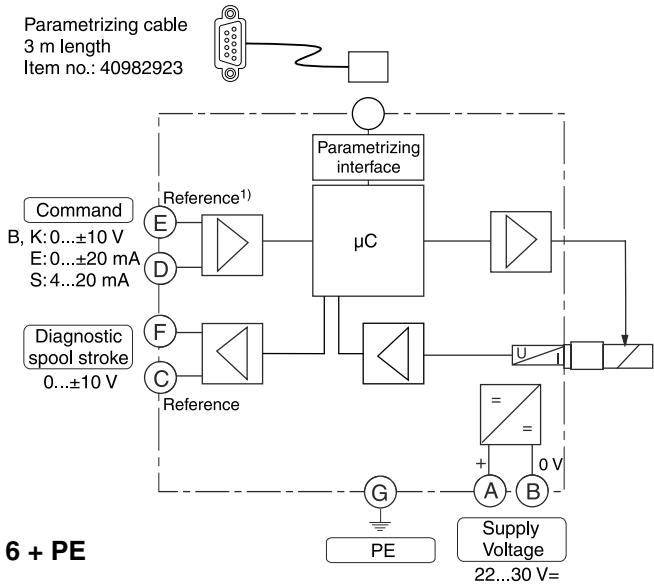 Parametrizing cable
3 m length
Item no.: 40982923
Parametrizing
interface
Reference1)
Command
B, K: 0...±10 V
E: 0...±20 mA
S: 4...20 mA
E
D
µC
F
C
Diagnostic
spool stroke
0...±10 V
Reference
U
I
=
=
+
0 V
G
A
B
6 + PE
PE
Supply
Voltage
22...30 V=